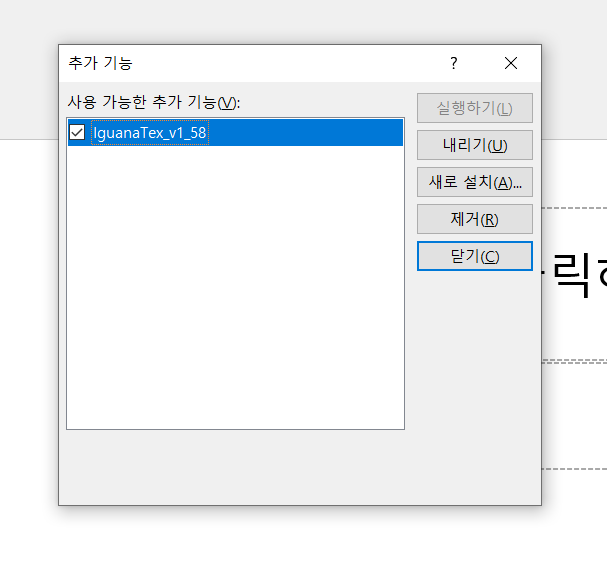 추가 기능
?
사용 가능한 추가 기능(V):
IguanaTex_v1_58
실행하기(L)
내리기(U)
새로 설치(A)...
제거(R)
닫기(C)
릭